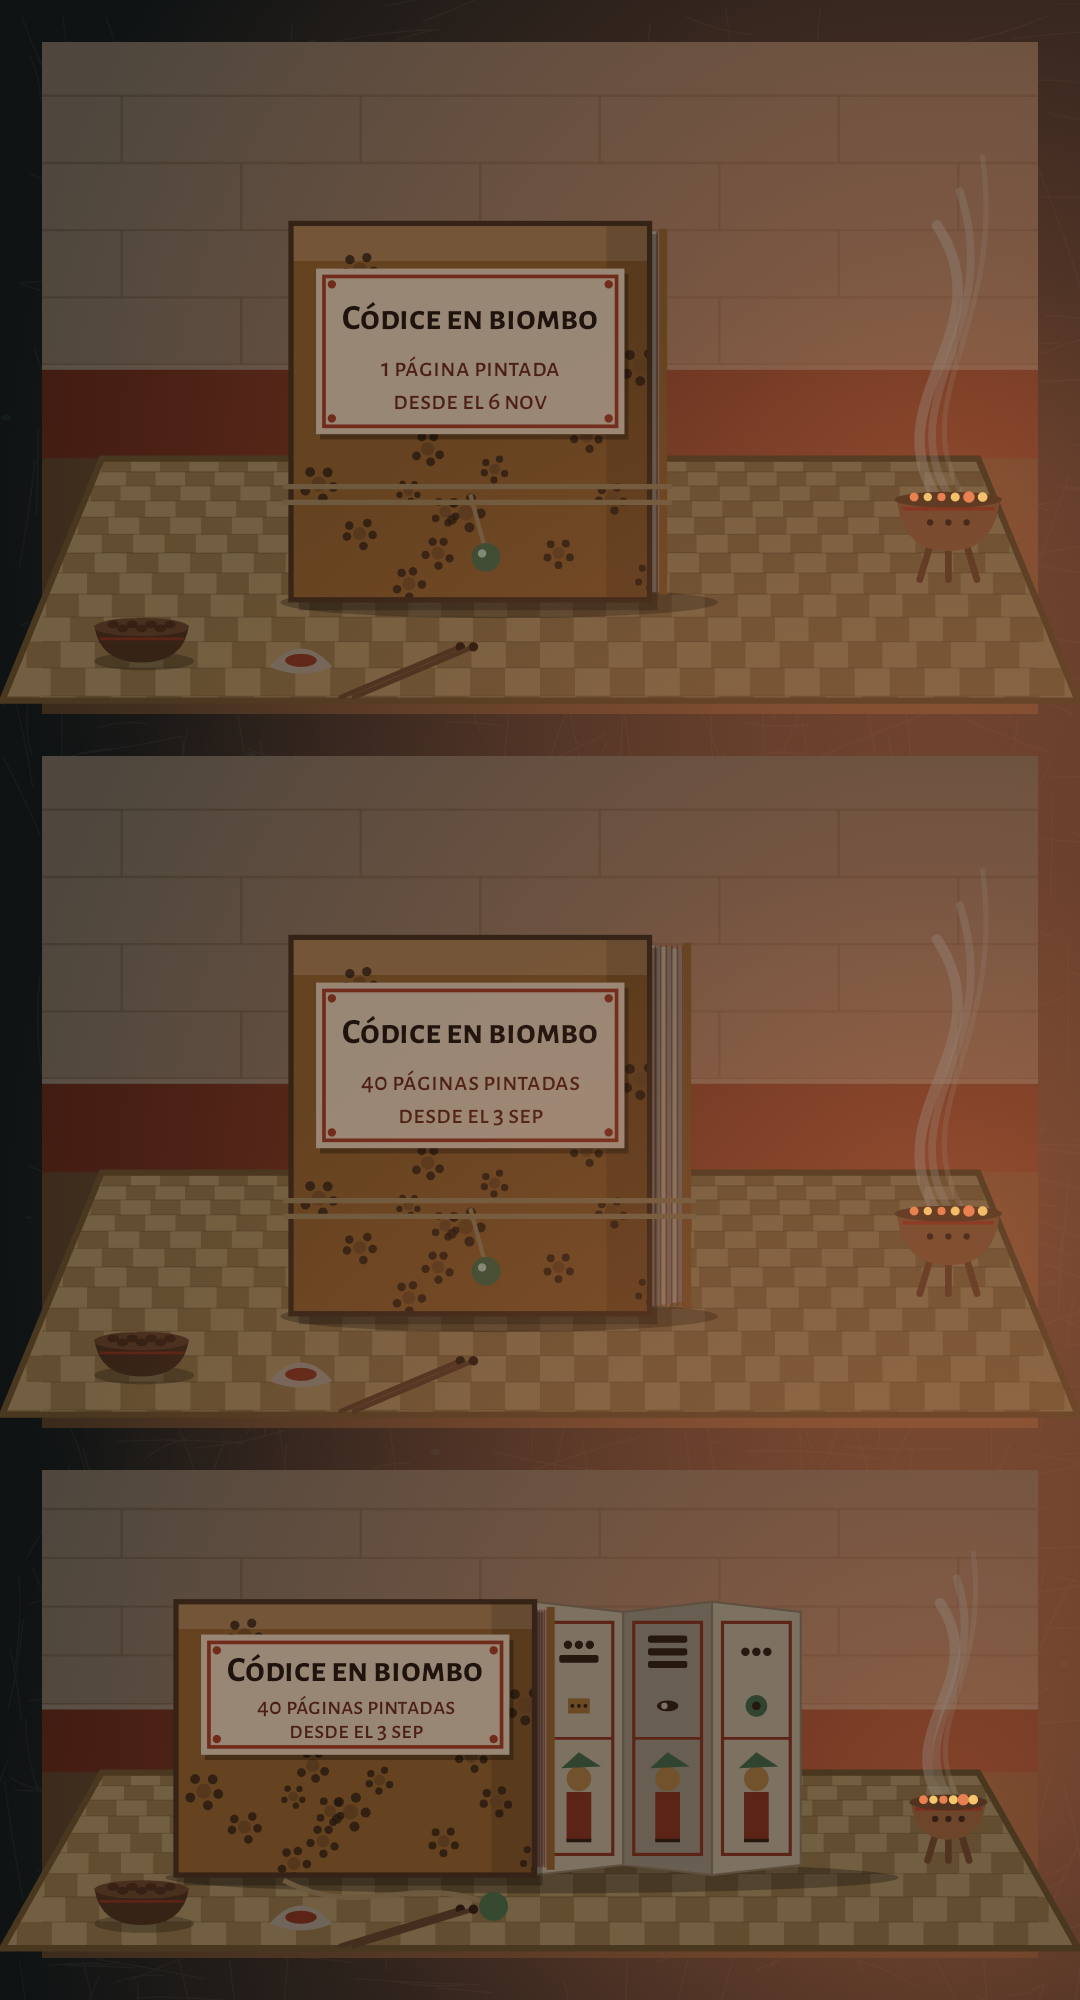 CÓDICE EN BIOMBO
1 PÁGINA PINTADA
DESDE EL 6 NOV
CÓDICE EN BIOMBO
40 PÁGINAS PINTADAS
DESDE EL 3 SEP
CÓDICE EN BIOMBO
40 PÁGINAS PINTADAS
DESDE EL 3 SEP